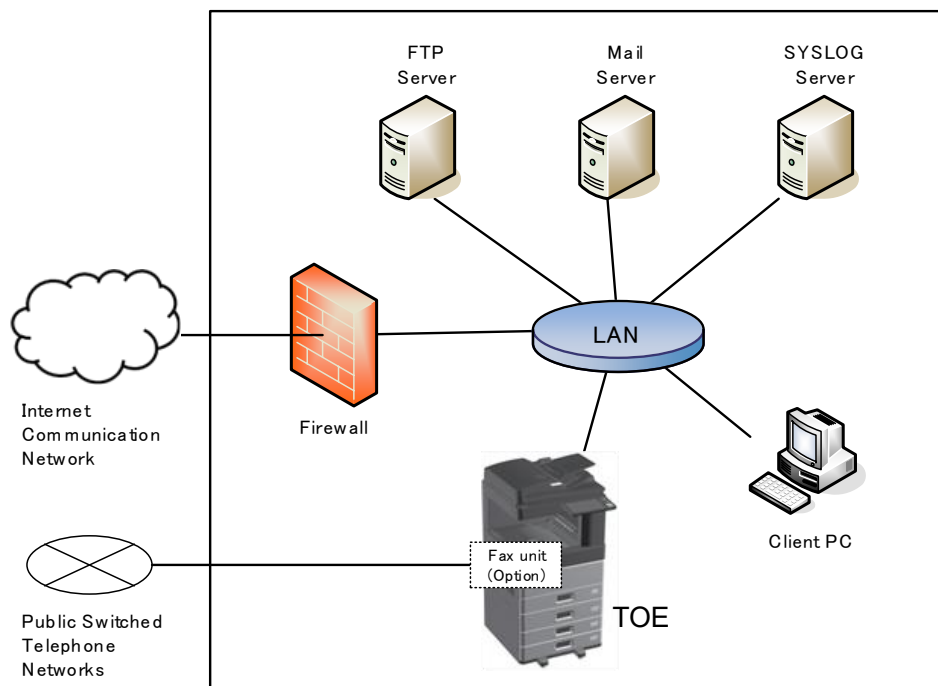 FTP
Server
Mail
Server
SYSLOG
Server
LAN
Internet
Communication
Network
Firewall
Client PC
Fax unit
(Option)
TOE
Public Switched
Telephone
Networks